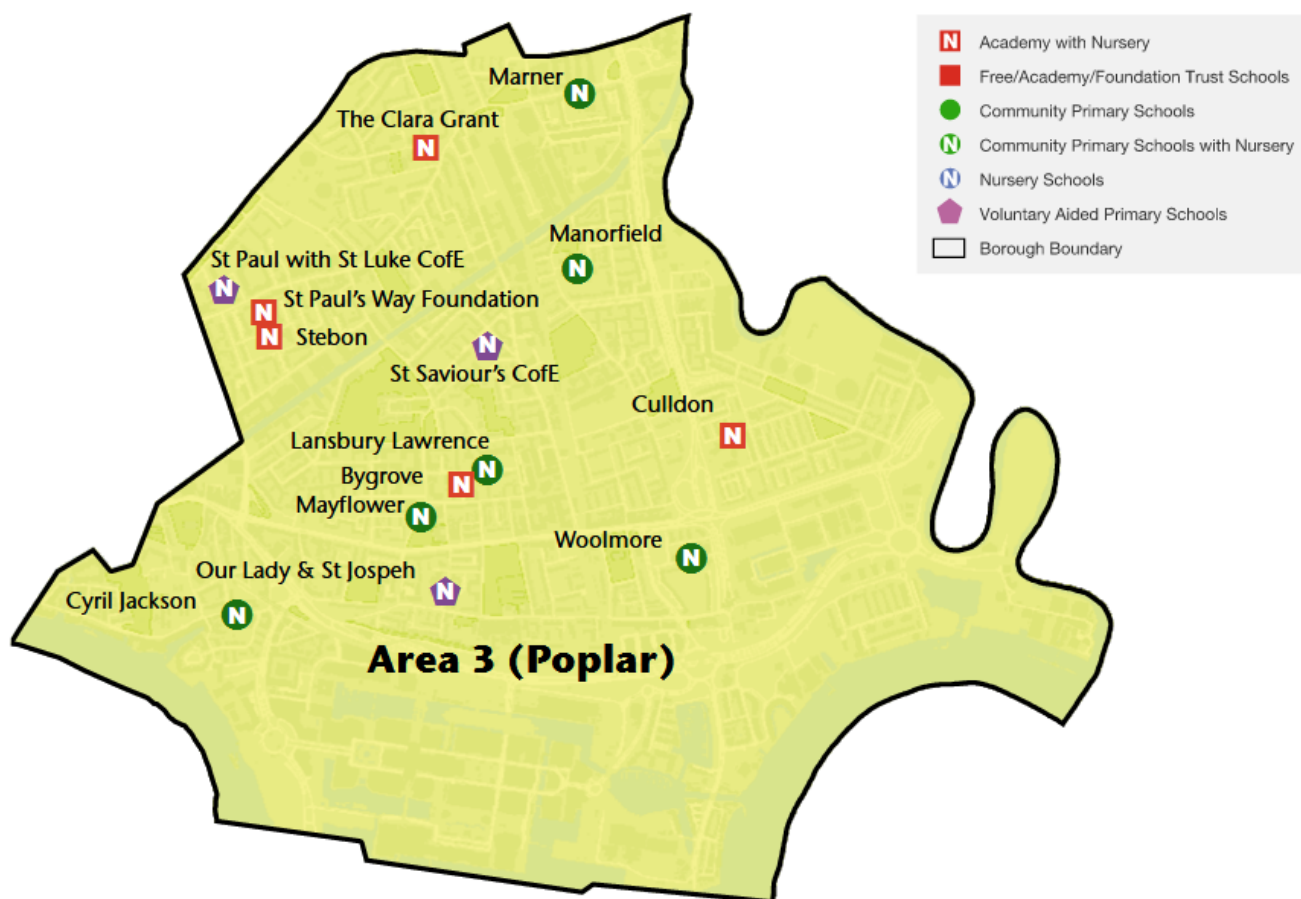 Marner
N
The Clara Grant
N
Manorfield
N
St Paul with St Luke CofE
N
St Paul's Way Foundation
N
Stebon
N
St Saviour's CofE
N
Culldon
N
Lansbury Lawrence
N
Bygrove
N
Mayflower
N
Woolmore
N
Our Lady & St Jospeh
N
Cyril Jackson
N
Area 3 (Poplar)
N Academy with Nursery
Free/Academy/Foundation Trust Schools
Community Primary Schools
N Community Primary Schools with Nursery
N Nursery Schools
Voluntary Aided Primary Schools
Borough Boundary